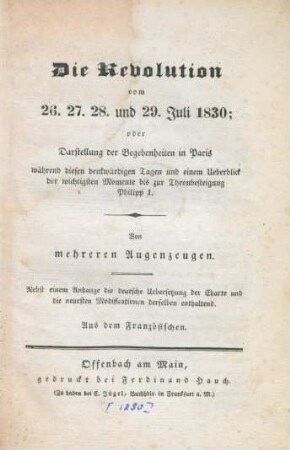 Die Revolution
vom
26. 27. 28. und 29. Juli 1830;
oder
Darstellung der Begebenheiten in Paris
während diesen denkwürdigen Tagen und einem Ueberblick
der wichtigsten Momente bis zur Thronbesteigung
Philipp I.
Von
mehreren Augenzeugen.
Nebst einem Anhange die deutsche Uebersetzung der Charte und
die neuesten Modificationen derselben enthaltend.
Aus dem Französischen.
Offenbach am Main,
gedruckt bei Ferdinand Hauch.
(Zu haben bei C. Jügel, Buchhdlr. in Frankfurt a. M.)
[1830]